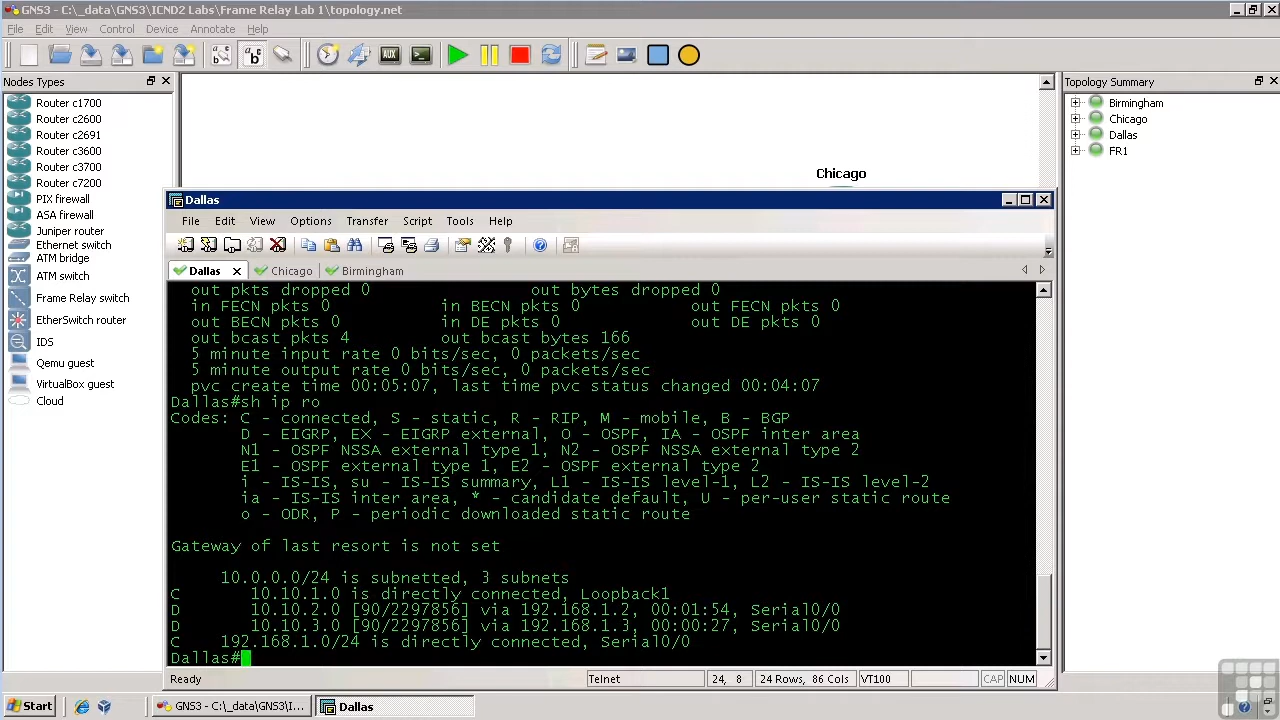 GNS3 - C:\_data\GNS3\ICND2 Labs\Frame Relay Lab 1\topology.net
File Edit View Control Device Annotate Help
Nodes Types
Router c1700
Router c2600
Router c2691
Router c3600
Router c3700
Router c7200
PIX firewall
ASA firewall
Juniper router
Ethernet switch
ATM bridge
ATM switch
Frame Relay switch
EtherSwitch router
IDS
Qemu guest
VirtualBox guest
Cloud
Chicago
Topology Summary
Birmingham
Chicago
Dallas
FR1
Dallas
File Edit View Options Transfer Script Tools Help
Dallas Chicago Birmingham
out pkts dropped 0 out bytes dropped 0
in FECN pkts 0 in BECN pkts 0 out FECN pkts 0
out BECN pkts 0 in DE pkts 0 out DE pkts 0
out bcast pkts 4 out bcast bytes 166
5 minute input rate 0 bits/sec, 0 packets/sec
5 minute output rate 0 bits/sec, 0 packets/sec
pvc create time 00:05:07, last time pvc status changed 00:04:07
Dallas#sh ip ro
Codes: C - connected, S - static, R - RIP, M - mobile, B - BGP
D - EIGRP, EX - EIGRP external, O - OSPF, IA - OSPF inter area
N1 - OSPF NSSA external type 1, N2 - OSPF NSSA external type 2
E1 - OSPF external type 1, E2 - OSPF external type 2
i - IS-IS, su - IS-IS summary, L1 - IS-IS level-1, L2 - IS-IS level-2
ia - IS-IS inter area, * - candidate default, U - per-user static route
o - ODR, P - periodic downloaded static route
Gateway of last resort is not set
10.0.0.0/24 is subnetted, 3 subnets
C 10.10.1.0 is directly connected, Loopback1
D 10.10.2.0 [90/2297856] via 192.168.1.2, 00:01:54, Serial0/0
D 10.10.3.0 [90/2297856] via 192.168.1.3, 00:00:27, Serial0/0
C 192.168.1.0/24 is directly connected, Serial0/0
Dallas#
Ready Telnet 24, 8 24 Rows, 86 Cols VT100 CAP NUM
Start GNS3 - C:\_data\GNS3\I... Dallas